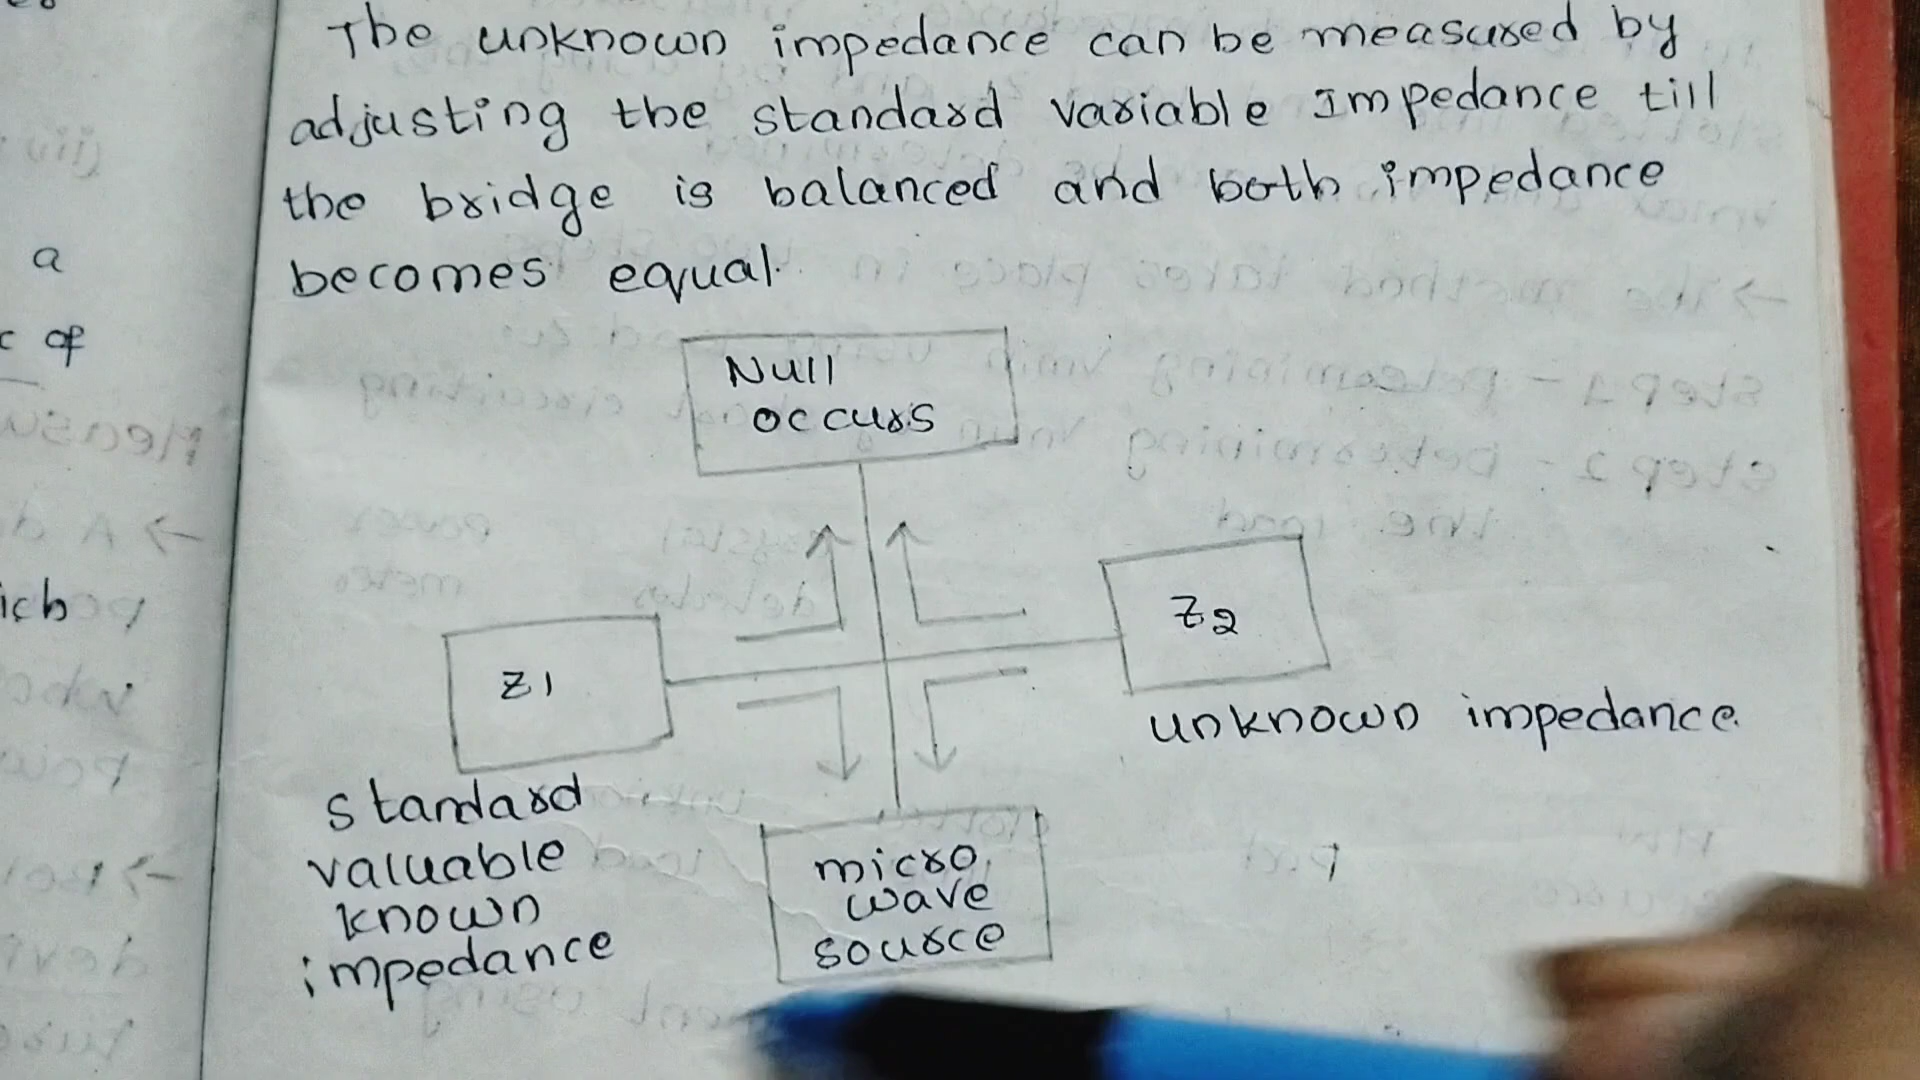 The unknown impedance can be measured by
adjusting the standard variable Impedance till
the bridge is balanced and both impedance
becomes equal.
Null
occurs
Z1
Z2
unknown impedance
standard
valuable
known
impedance
micro
wave
source
a
of